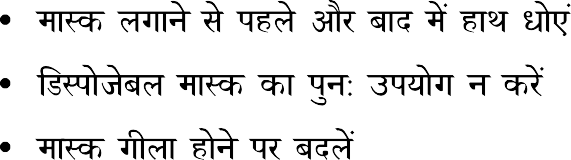 • मास्क लगाने से पहले और बाद में हाथ धोएं
• डिस्पोजेबल मास्क का पुनः उपयोग न करें
• मास्क गीला होने पर बदलें